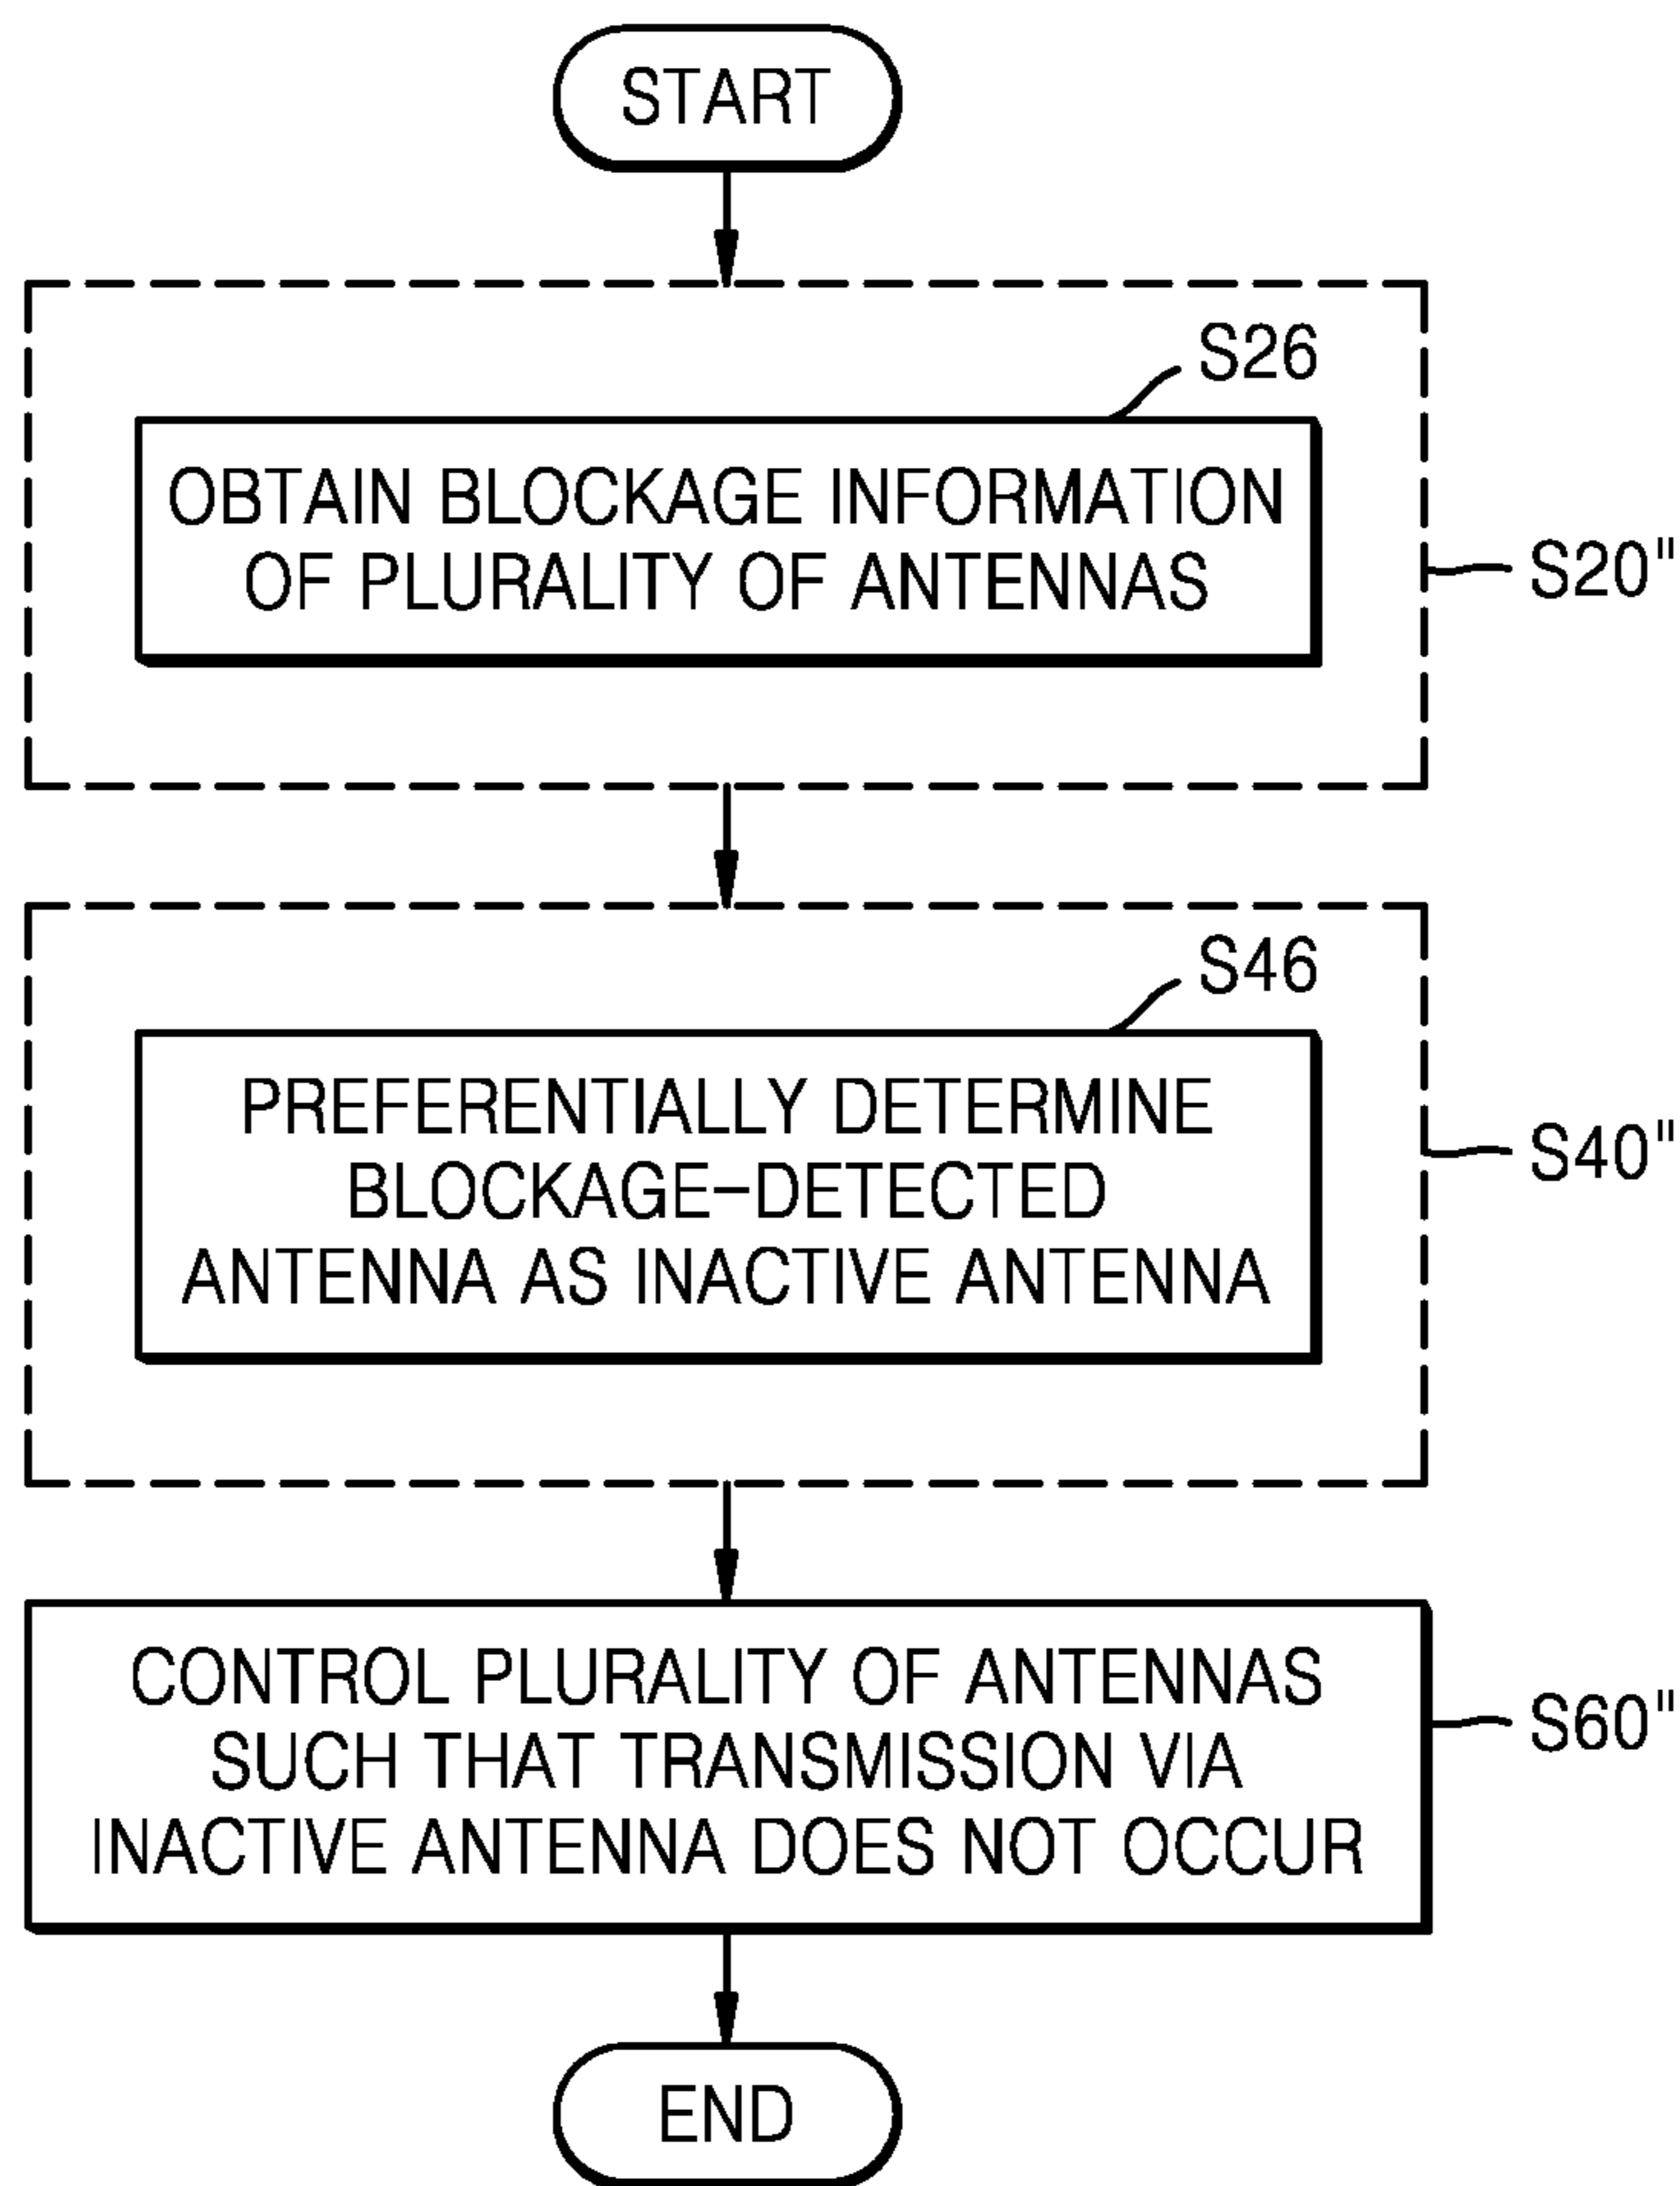 START
S26
OBTAIN BLOCKAGE INFORMATION
OF PLURALITY OF ANTENNAS
S20"
S46
PREFERENTIALLY DETERMINE
BLOCKAGE-DETECTED
ANTENNA AS INACTIVE ANTENNA
S40"
CONTROL PLURALITY OF ANTENNAS
SUCH THAT TRANSMISSION VIA
INACTIVE ANTENNA DOES NOT OCCUR
S60"
END